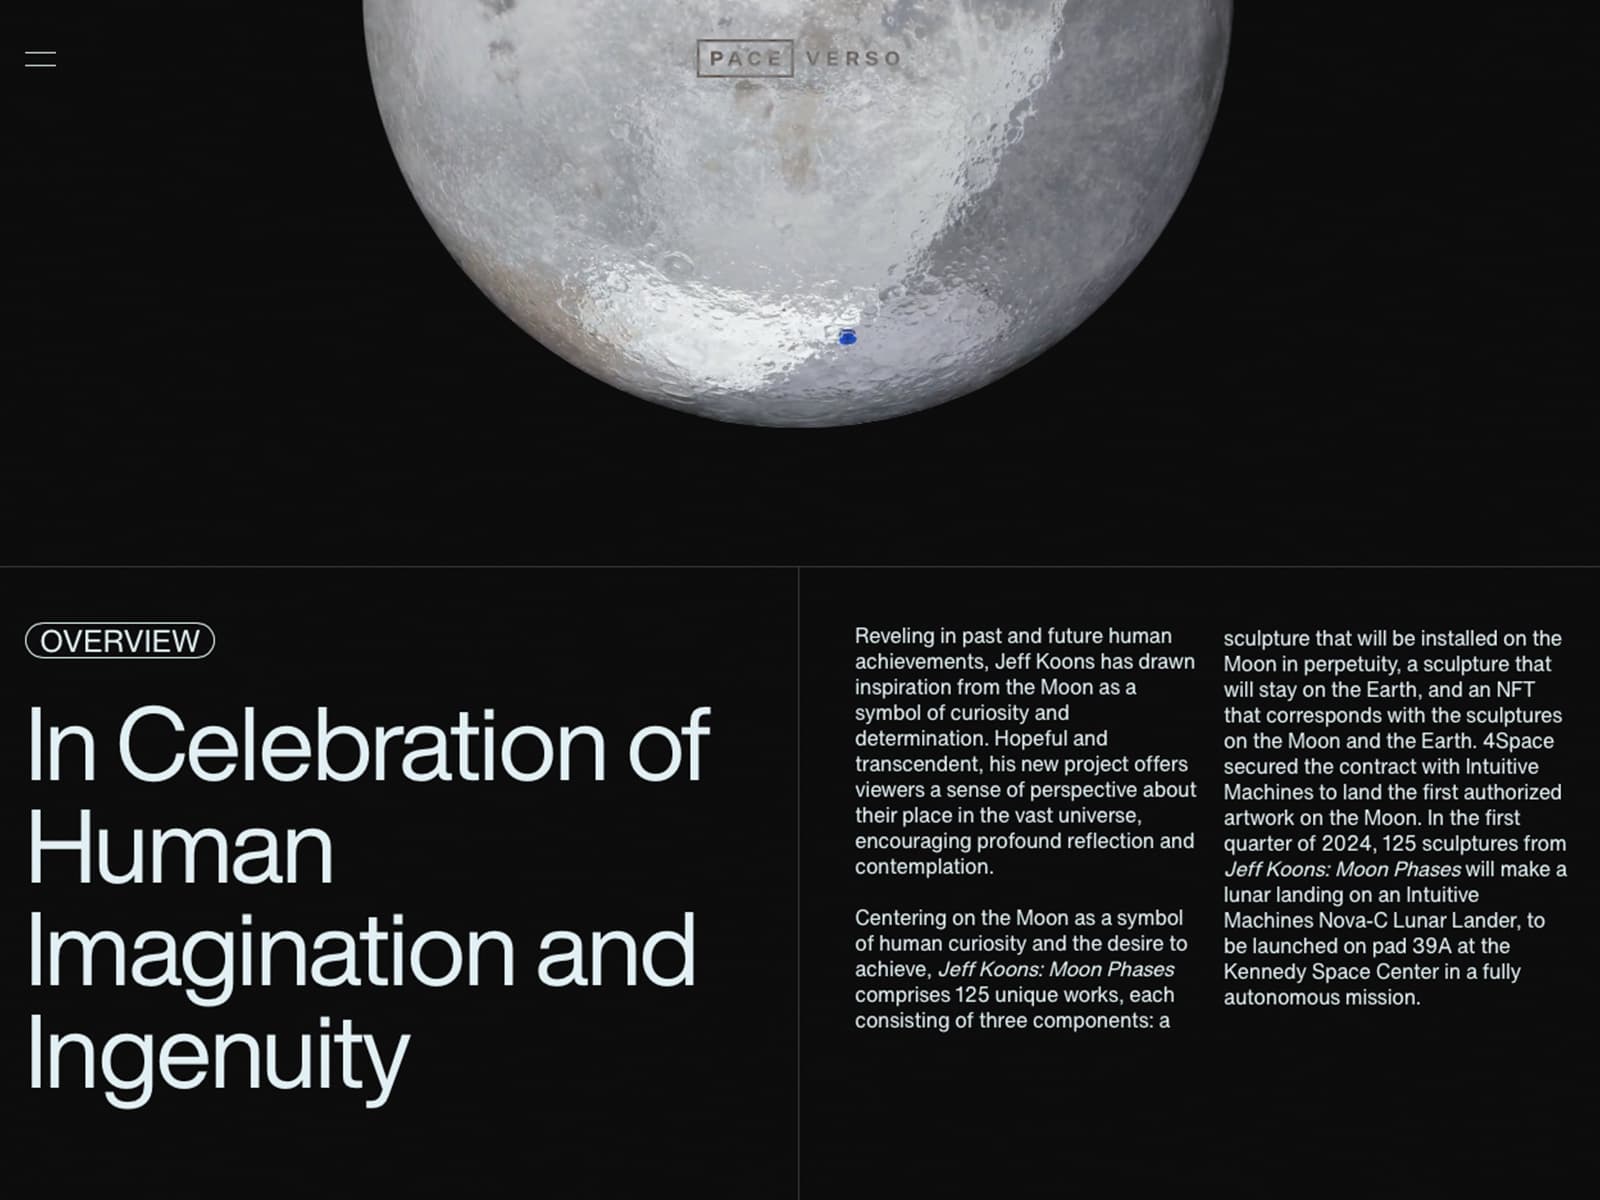 PACE VERSO
OVERVIEW
In Celebration of
Human
Imagination and
Ingenuity
Reveling in past and future human
achievements, Jeff Koons has drawn
inspiration from the Moon as a
symbol of curiosity and
determination. Hopeful and
transcendent, his new project offers
viewers a sense of perspective about
their place in the vast universe,
encouraging profound reflection and
contemplation.
Centering on the Moon as a symbol
of human curiosity and the desire to
achieve, Jeff Koons: Moon Phases
comprises 125 unique works, each
consisting of three components: a
sculpture that will be installed on the
Moon in perpetuity, a sculpture that
will stay on the Earth, and an NFT
that corresponds with the sculptures
on the Moon and the Earth. 4Space
secured the contract with Intuitive
Machines to land the first authorized
artwork on the Moon. In the first
quarter of 2024, 125 sculptures from
Jeff Koons: Moon Phases will make a
lunar landing on an Intuitive
Machines Nova-C Lunar Lander, to
be launched on pad 39A at the
Kennedy Space Center in a fully
autonomous mission.